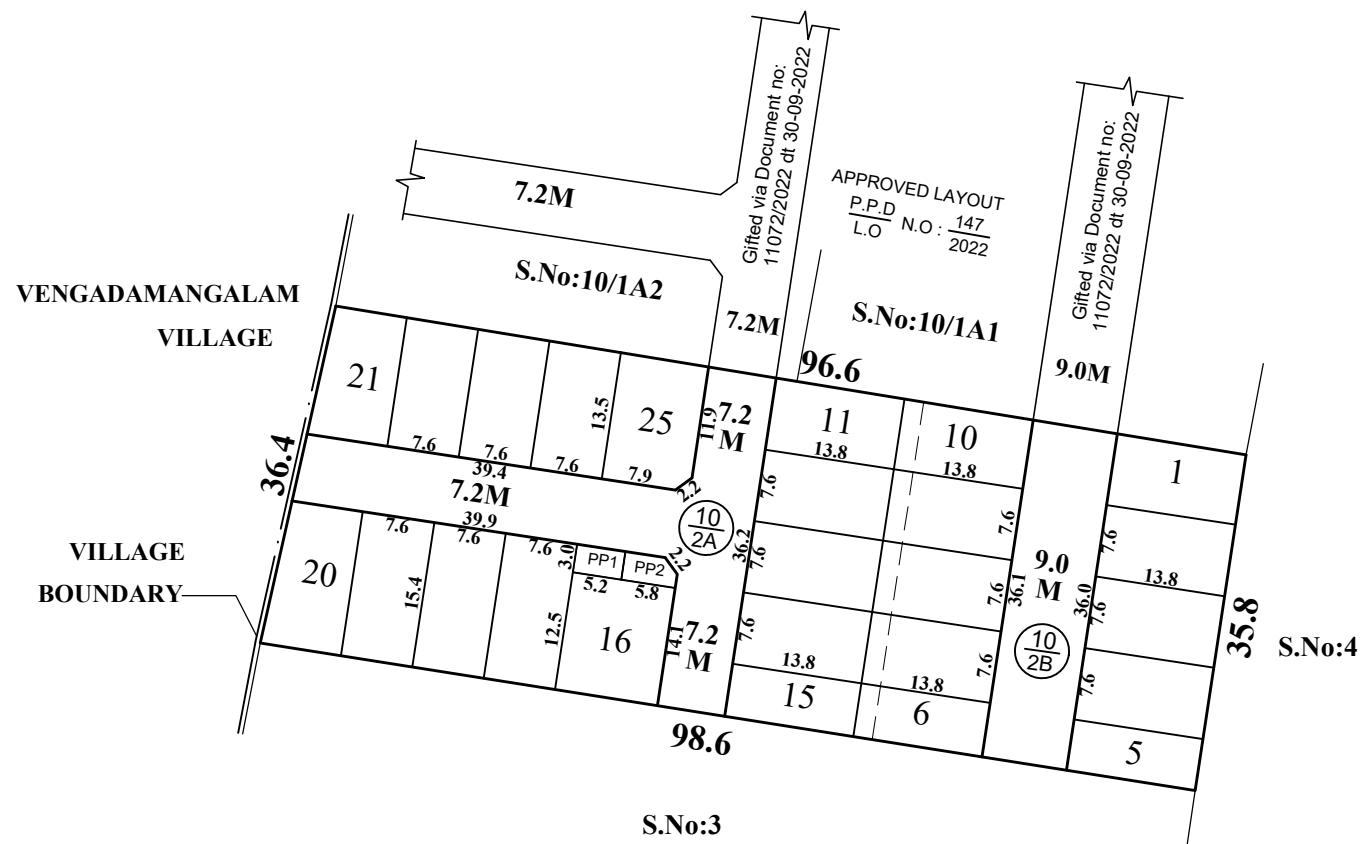 Gifted via Document no:
11072/2022 dt 30-09-2022
Gifted via Document no:
11072/2022 dt 30-09-2022
APPROVED LAYOUT
P.P.D
L.O
N.O :
147
2022
7.2M
S.No:10/1A2
7.2M
S.No:10/1A1
9.0M
VENGADAMANGALAM
VILLAGE
96.6
21
25
13.5
11.9
7.2
M
11
13.8
10
13.8
1
36.4
7.6
7.6
7.6
7.9
39.4
7.2M
39.9
2.2
10
2A
7.6
7.6
7.6
36.2
7.6
7.6
7.6
36.1
9.0
M
36.0
7.6
7.6
7.6
13.8
VILLAGE
BOUNDARY
20
7.6
7.6
7.6
15.4
3.0
PP1
PP2
2.2
5.2
5.8
12.5
16
14.1
7.2
M
13.8
15
13.8
6
10
2B
5
35.8
S.No:4
98.6
S.No:3